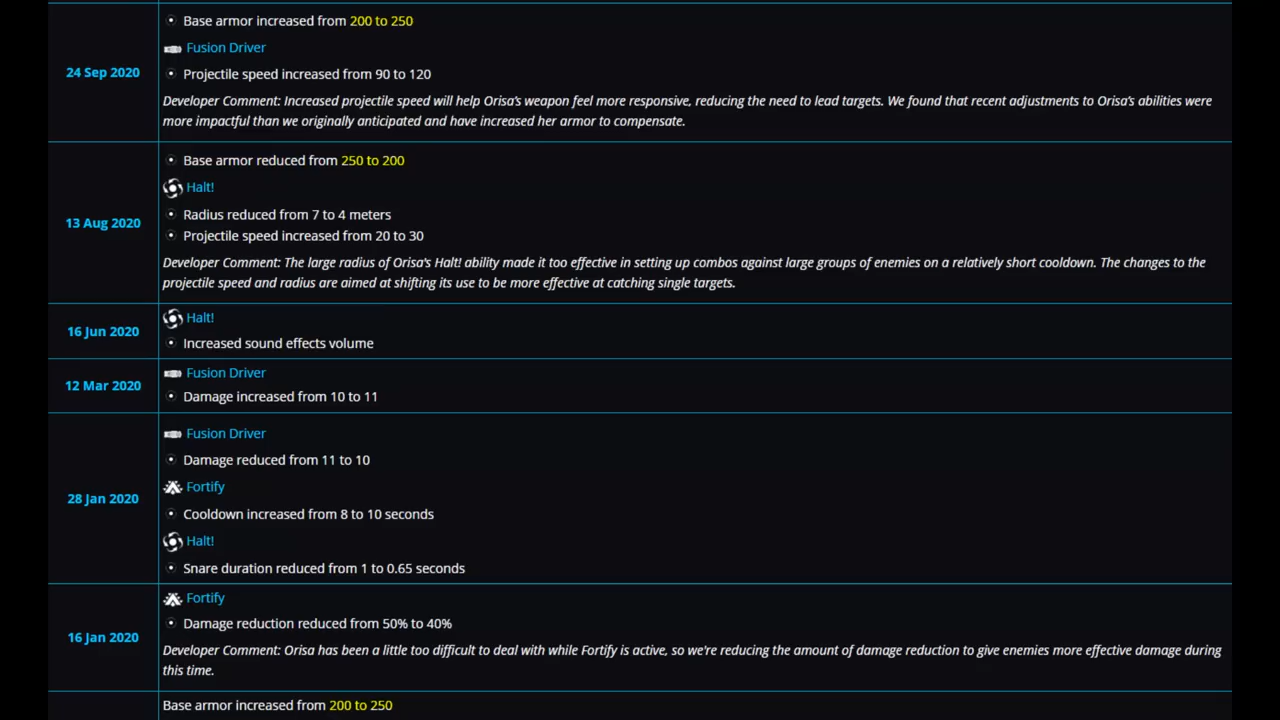 Base armor increased from 200 to 250
Fusion Driver
24 Sep 2020
Projectile speed increased from 90 to 120
Developer Comment: Increased projectile speed will help Orisa's weapon feel more responsive, reducing the need to lead targets. We found that recent adjustments to Orisa's abilities were
more impactful than we originally anticipated and have increased her armor to compensate.
Base armor reduced from 250 to 200
Halt!
Radius reduced from 7 to 4 meters
13 Aug 2020
Projectile speed increased from 20 to 30
Developer Comment: The large radius of Orisa's Halt! ability made it too effective in setting up combos against large groups of enemies on a relatively short cooldown. The changes to the
projectile speed and radius are aimed at shifting its use to be more effective at catching single targets.
Halt!
16 Jun 2020
Increased sound effects volume
Fusion Driver
12 Mar 2020
Damage increased from 10 to 11
Fusion Driver
Damage reduced from 11 to 10
Fortify
28 Jan 2020
Cooldown increased from 8 to 10 seconds
Halt!
Snare duration reduced from 1 to 0.65 seconds
Fortify
Damage reduction reduced from 50% to 40%
16 Jan 2020
Developer Comment: Orisa has been a little too difficult to deal with while Fortify is active, so we're reducing the amount of damage reduction to give enemies more effective damage during
this time.
Base armor increased from 200 to 250